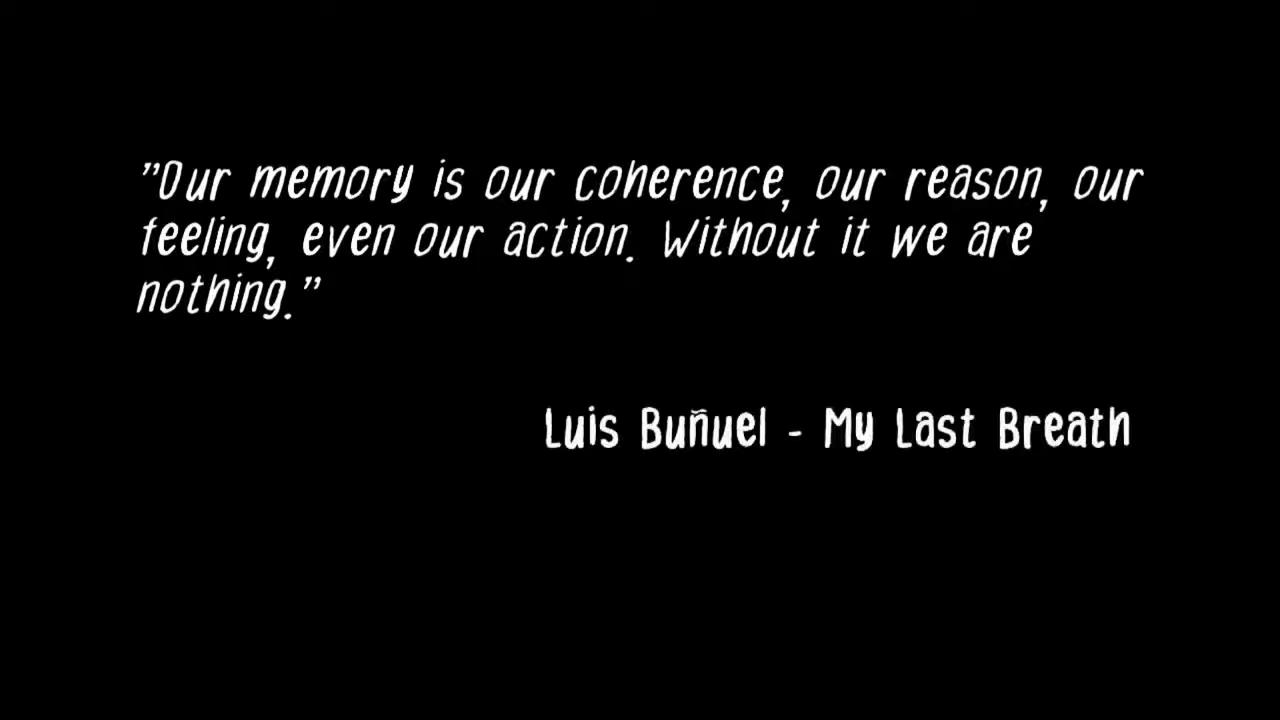 ”Our memory is our coherence, our reason, our
feeling, even our action. Without it we are
nothing.”
Luis Buñuel - My Last Breath